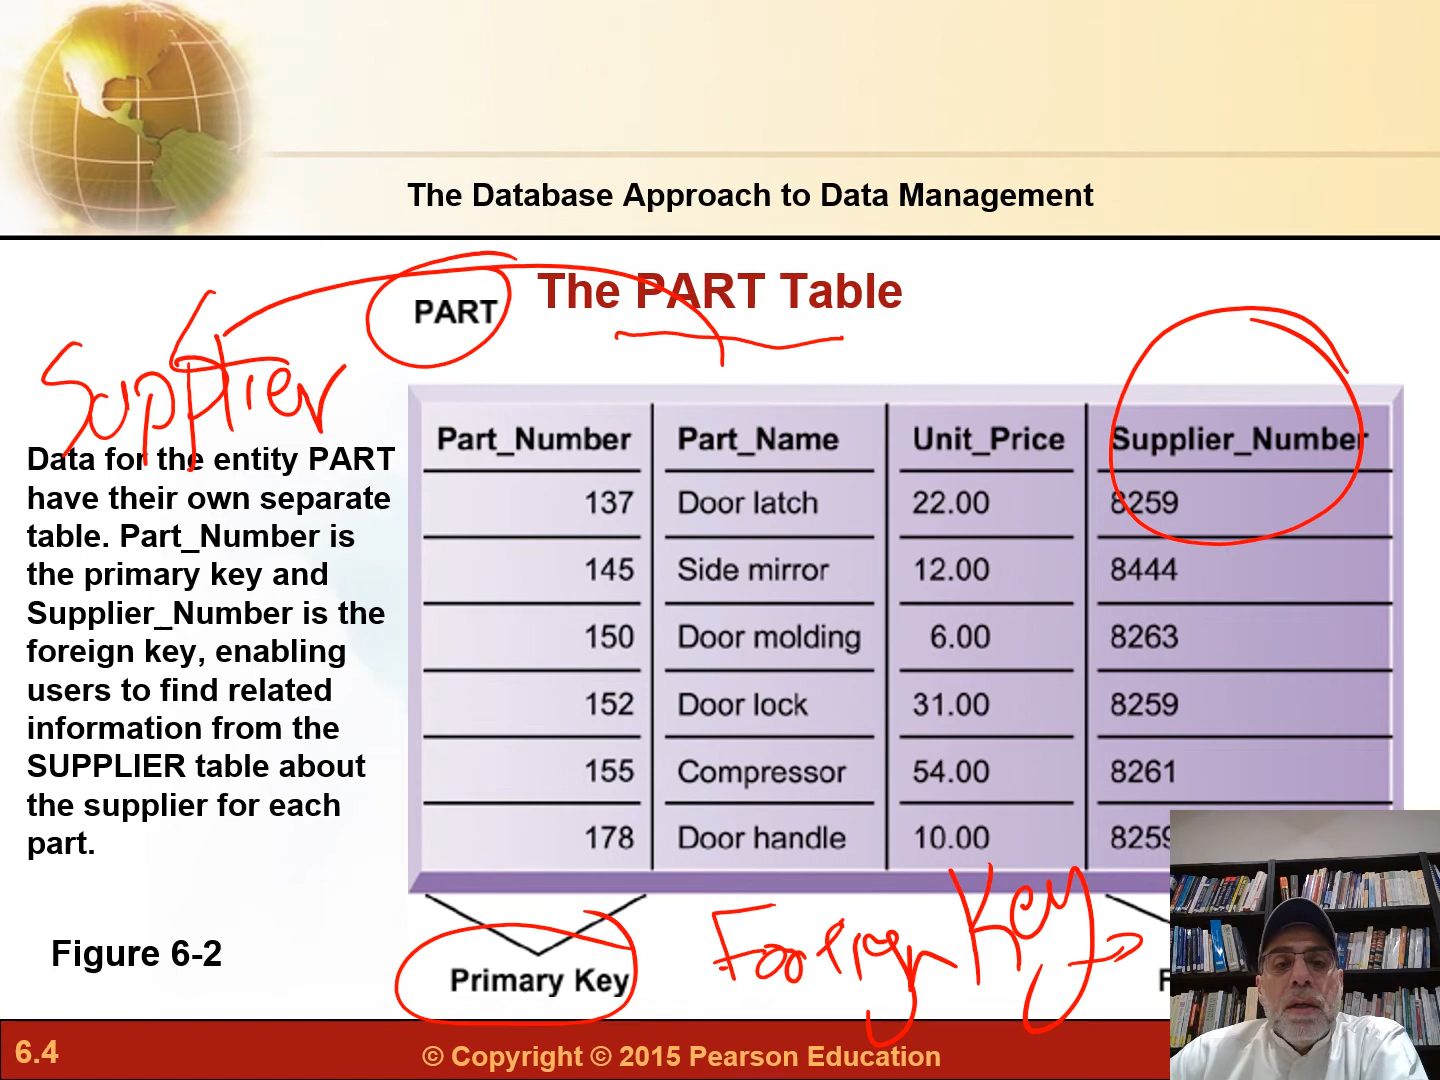 The Database Approach to Data Management
The PART Table
PART
Supplier
Data for the entity PART
have their own separate
table. Part_Number is
the primary key and
Supplier_Number is the
foreign key, enabling
users to find related
information from the
SUPPLIER table about
the supplier for each
part.
Part_Number Part_Name Unit_Price Supplier_Number
137 Door latch 22.00 8259
145 Side mirror 12.00 8444
150 Door molding 6.00 8263
152 Door lock 31.00 8259
155 Compressor 54.00 8261
178 Door handle 10.00 8259
Foreign Key
Figure 6-2
Primary Key
6.4
© Copyright © 2015 Pearson Education